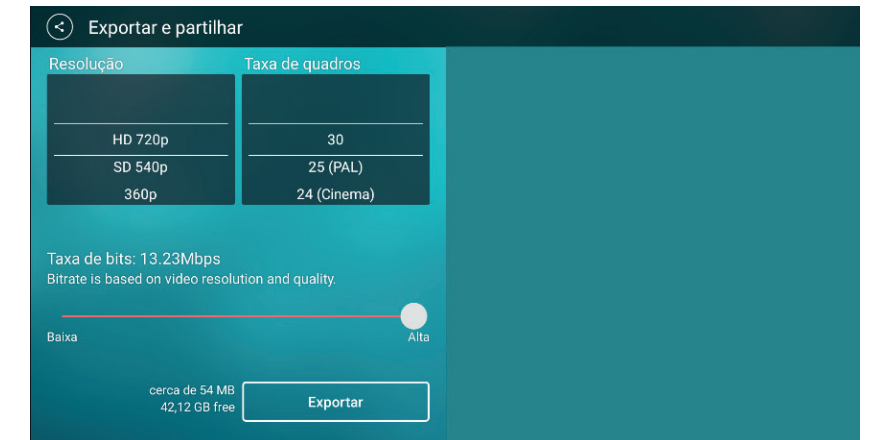 Exportar e partilhar
Resolução
Taxa de quadros
HD 720p
30
SD 540p
25 (PAL)
360p
24 (Cinema)
Taxa de bits: 13.23Mbps
Bitrate is based on video resolution and quality.
Baixa
Alta
cerca de 54 MB
42,12 GB free
Exportar